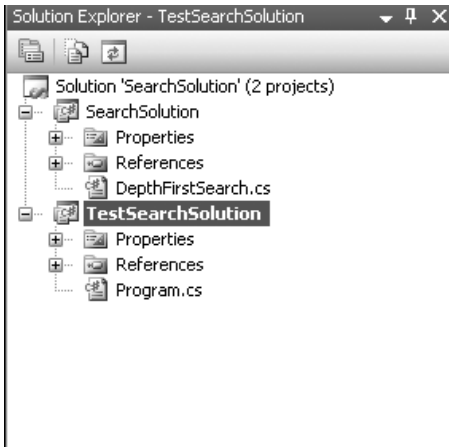 Solution Explorer - TestSearchSolution
Solution 'SearchSolution' (2 projects)
SearchSolution
Properties
References
DepthFirstSearch.cs
TestSearchSolution
Properties
References
Program.cs